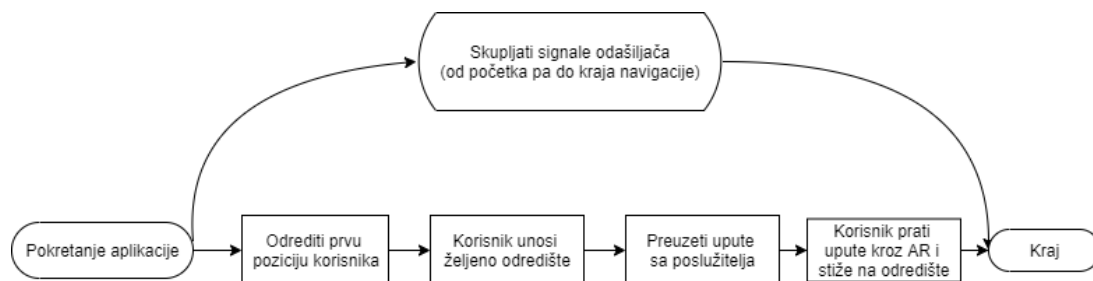 Skupljati signale odašiljača
(od početka pa do kraja navigacije)
Pokretanje aplikacije
Odrediti prvu
poziciju korisnika
Korisnik unosi
željeno odredište
Preuzeti upute
sa poslužitelja
Korisnik prati
upute kroz AR i
stiže na odredište
Kraj